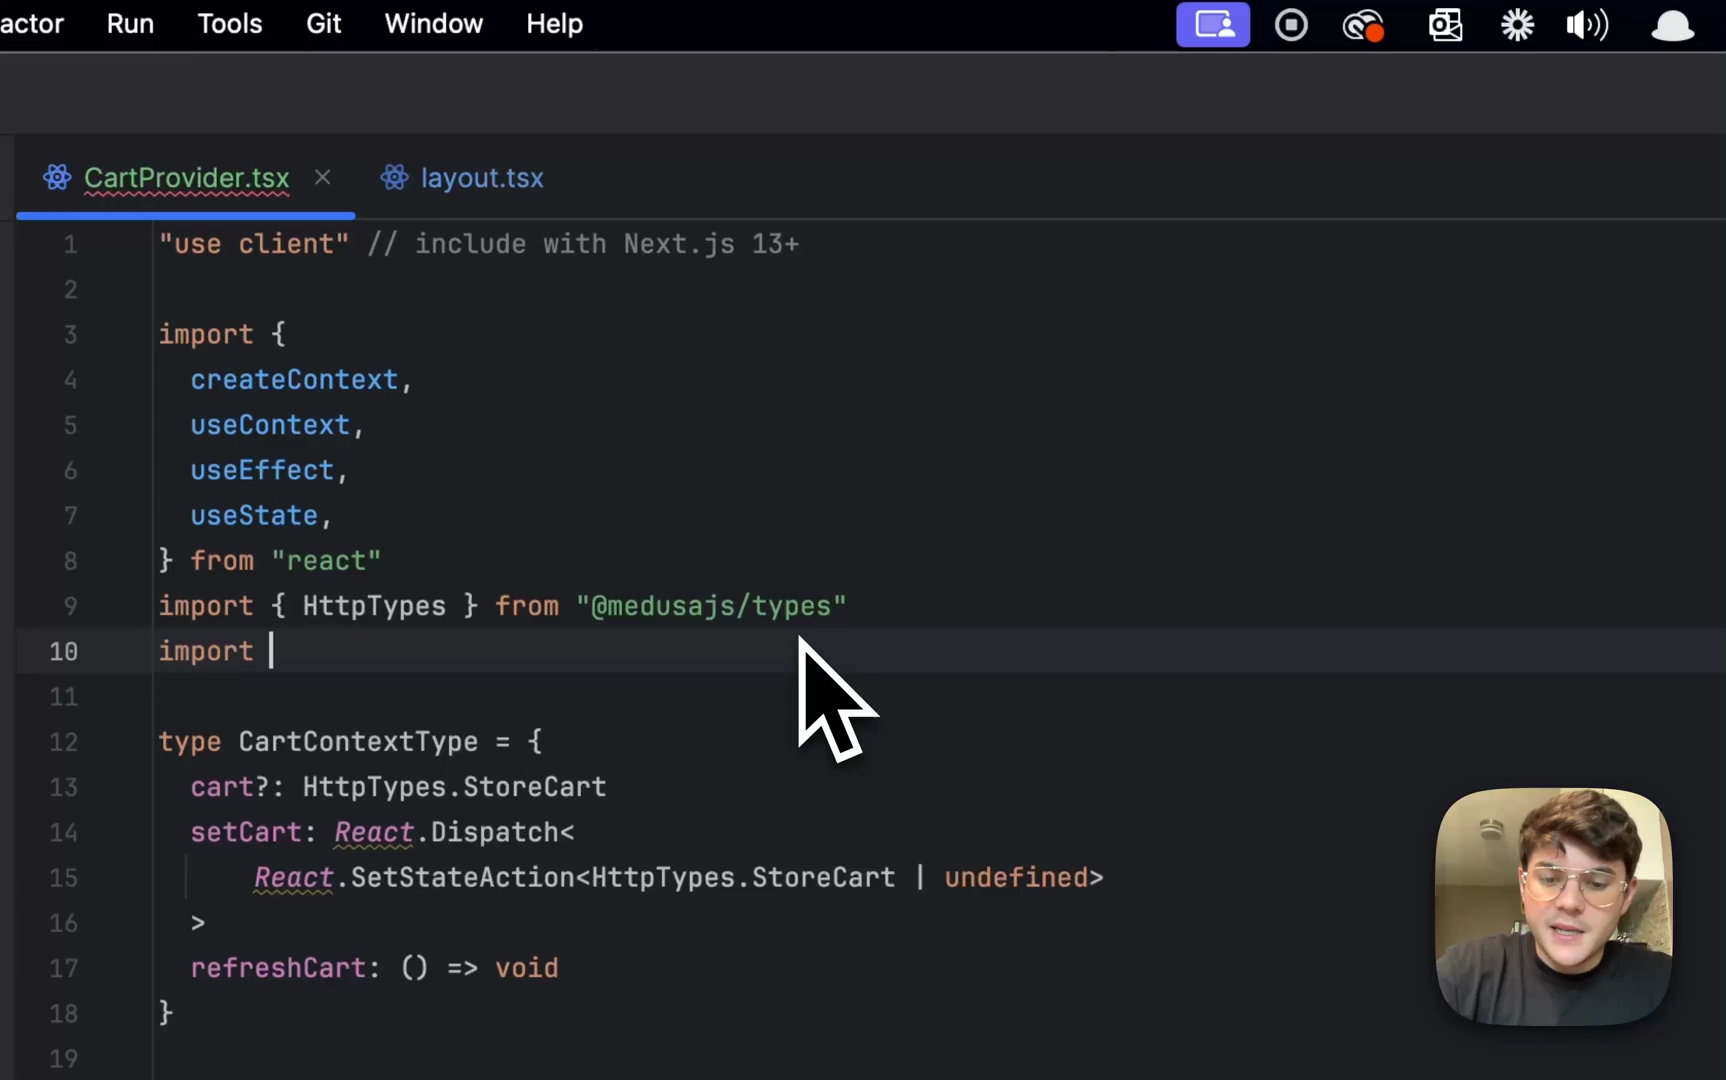 actor Run Tools Git Window Help
CartProvider.tsx layout.tsx
1 "use client" // include with Next.js 13+
2
3 import {
4 createContext,
5 useContext,
6 useEffect,
7 useState,
8 } from "react"
9 import { HttpTypes } from "@medusajs/types"
10 import
11
12 type CartContextType = {
13 cart?: HttpTypes.StoreCart
14 setCart: React.Dispatch<
15 React.SetStateAction<HttpTypes.StoreCart | undefined>
16 >
17 refreshCart: () => void
18 }
19